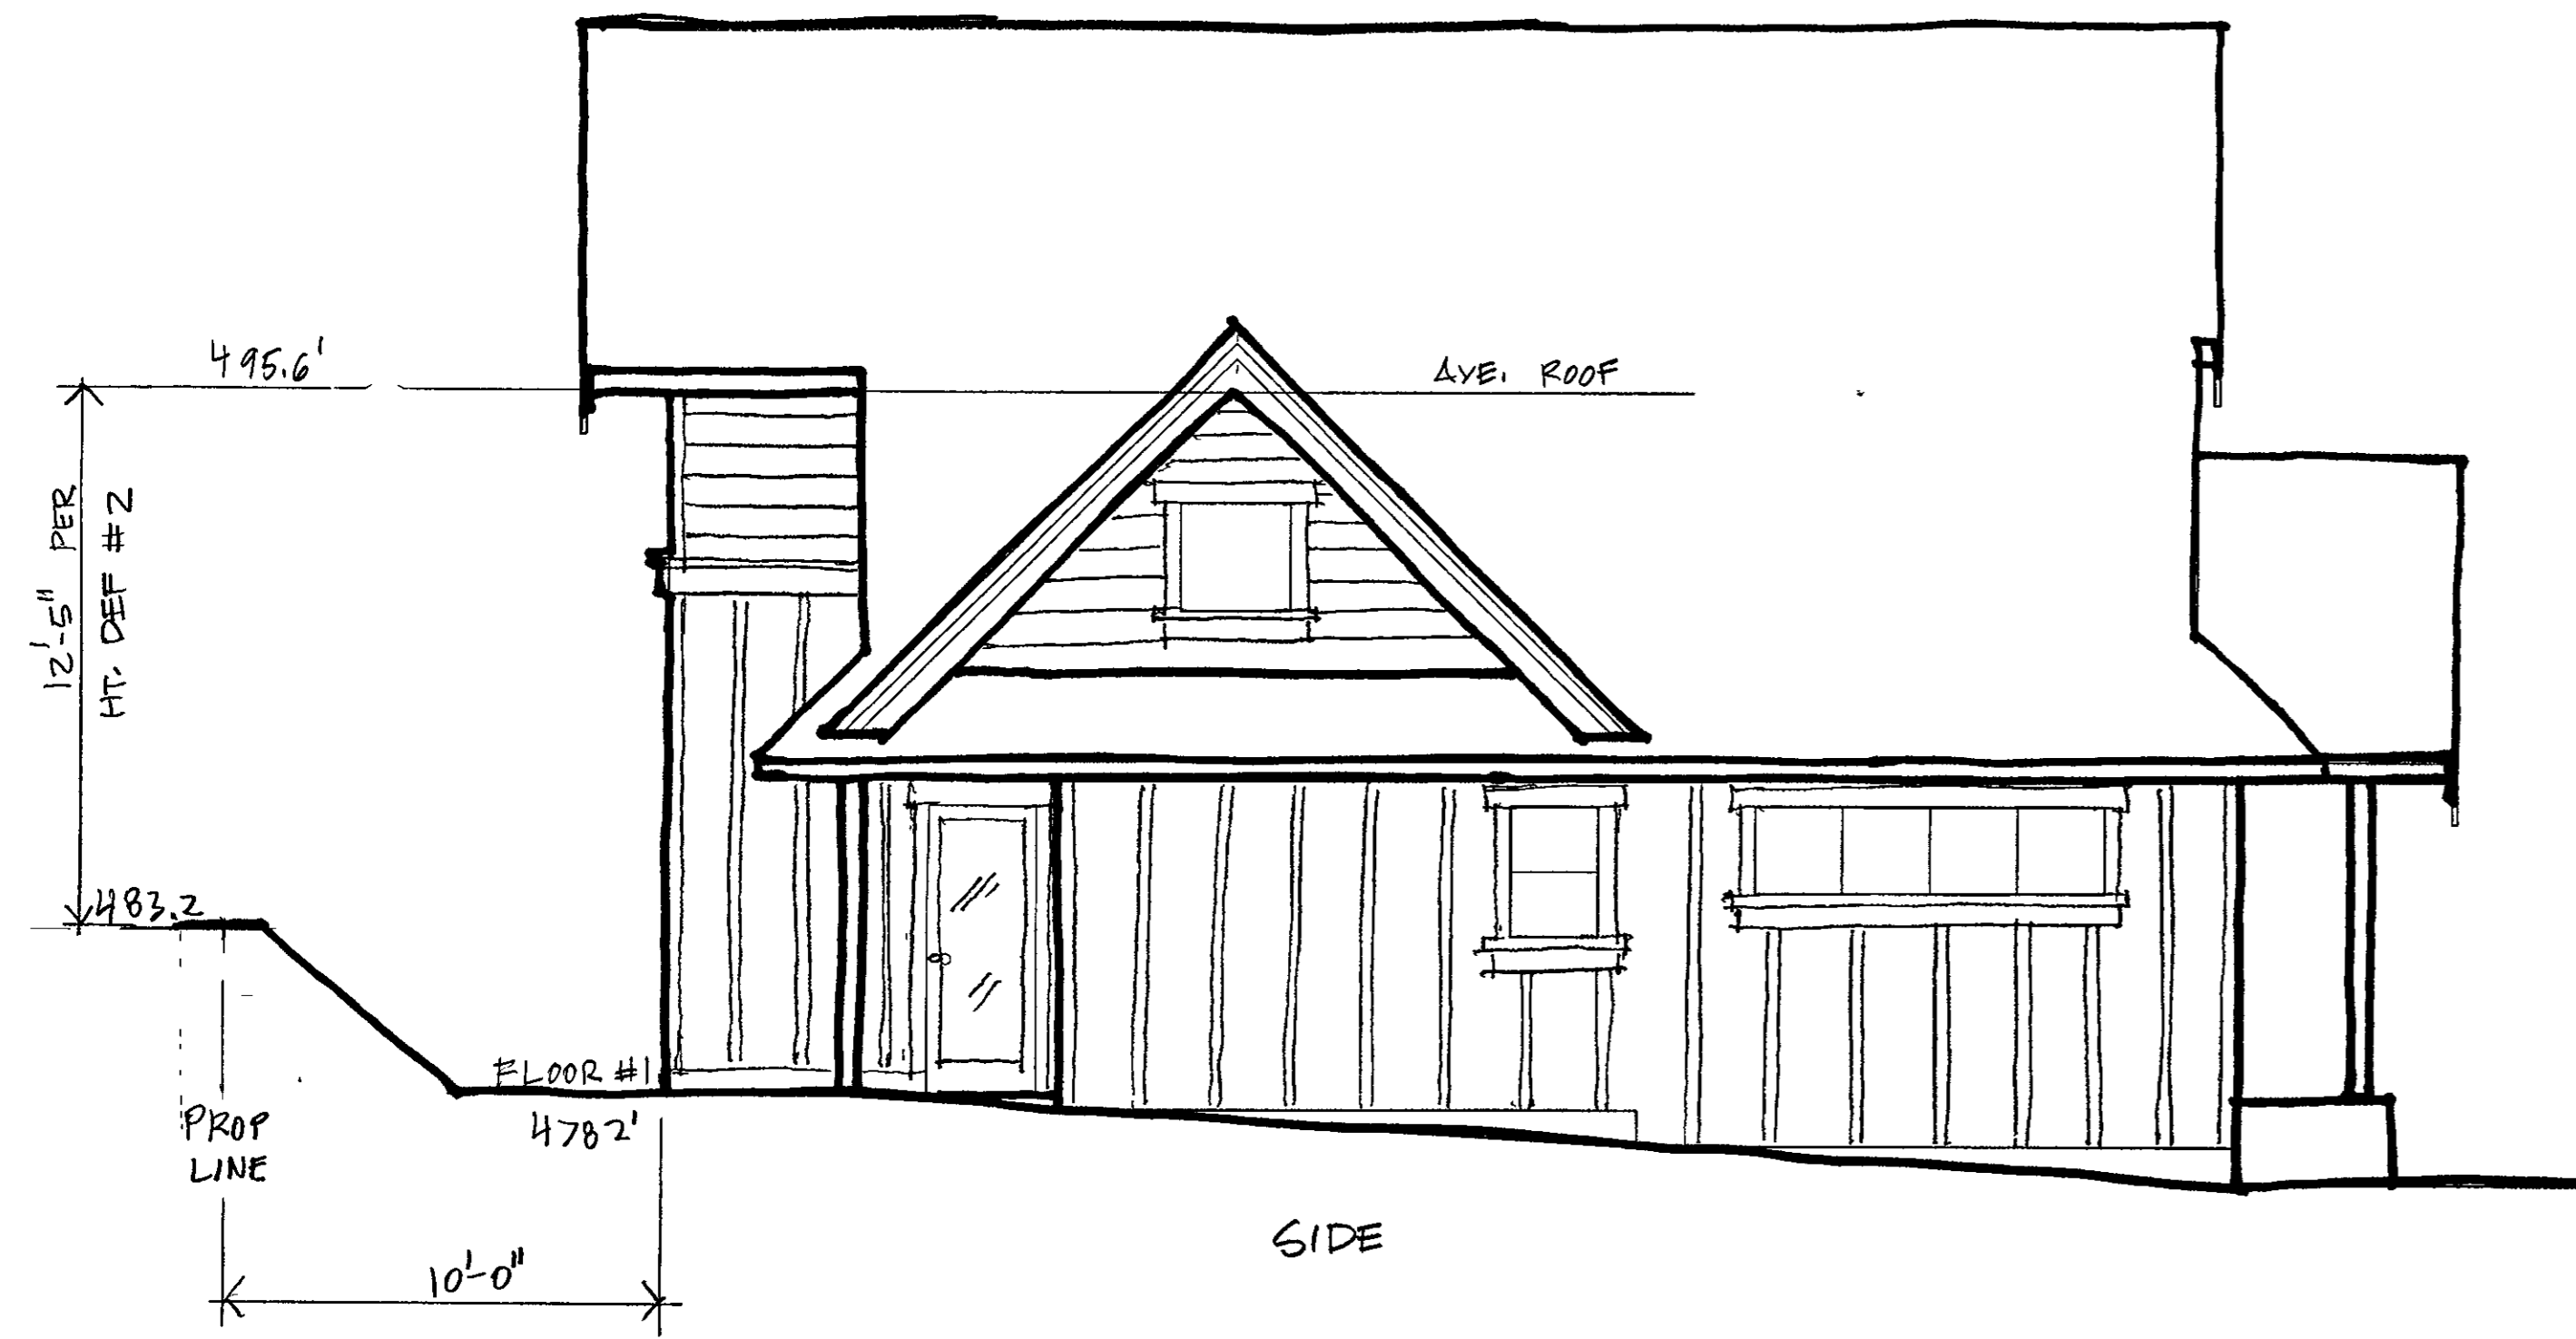 495.6'
AVE. ROOF
12'-5" PER
HT. DEF #2
483.2
FLOOR #1
4782'
PROP
LINE
10'-0"
SIDE